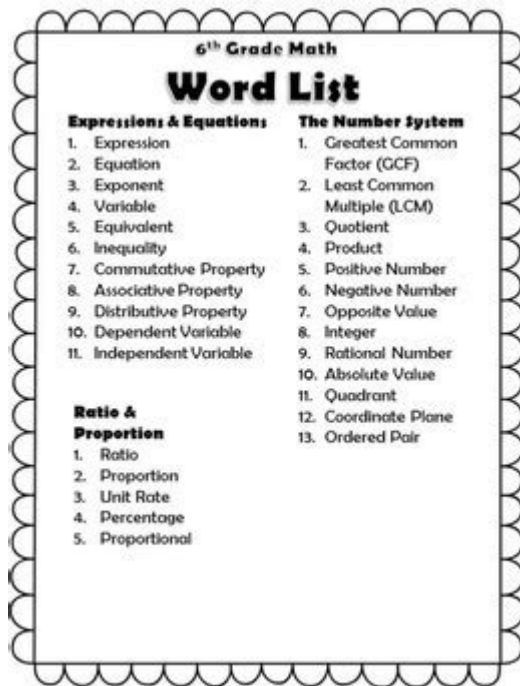 6th Grade Math
Word List
Expressions & Equations
1. Expression
2. Equation
3. Exponent
4. Variable
5. Equivalent
6. Inequality
7. Commutative Property
8. Associative Property
9. Distributive Property
10. Dependent Variable
11. Independent Variable
Ratio &
Proportion
1. Ratio
2. Proportion
3. Unit Rate
4. Percentage
5. Proportional
The Number System
1. Greatest Common
Factor (GCF)
2. Least Common
Multiple (LCM)
3. Quotient
4. Product
5. Positive Number
6. Negative Number
7. Opposite Value
8. Integer
9. Rational Number
10. Absolute Value
11. Quadrant
12. Coordinate Plane
13. Ordered Pair